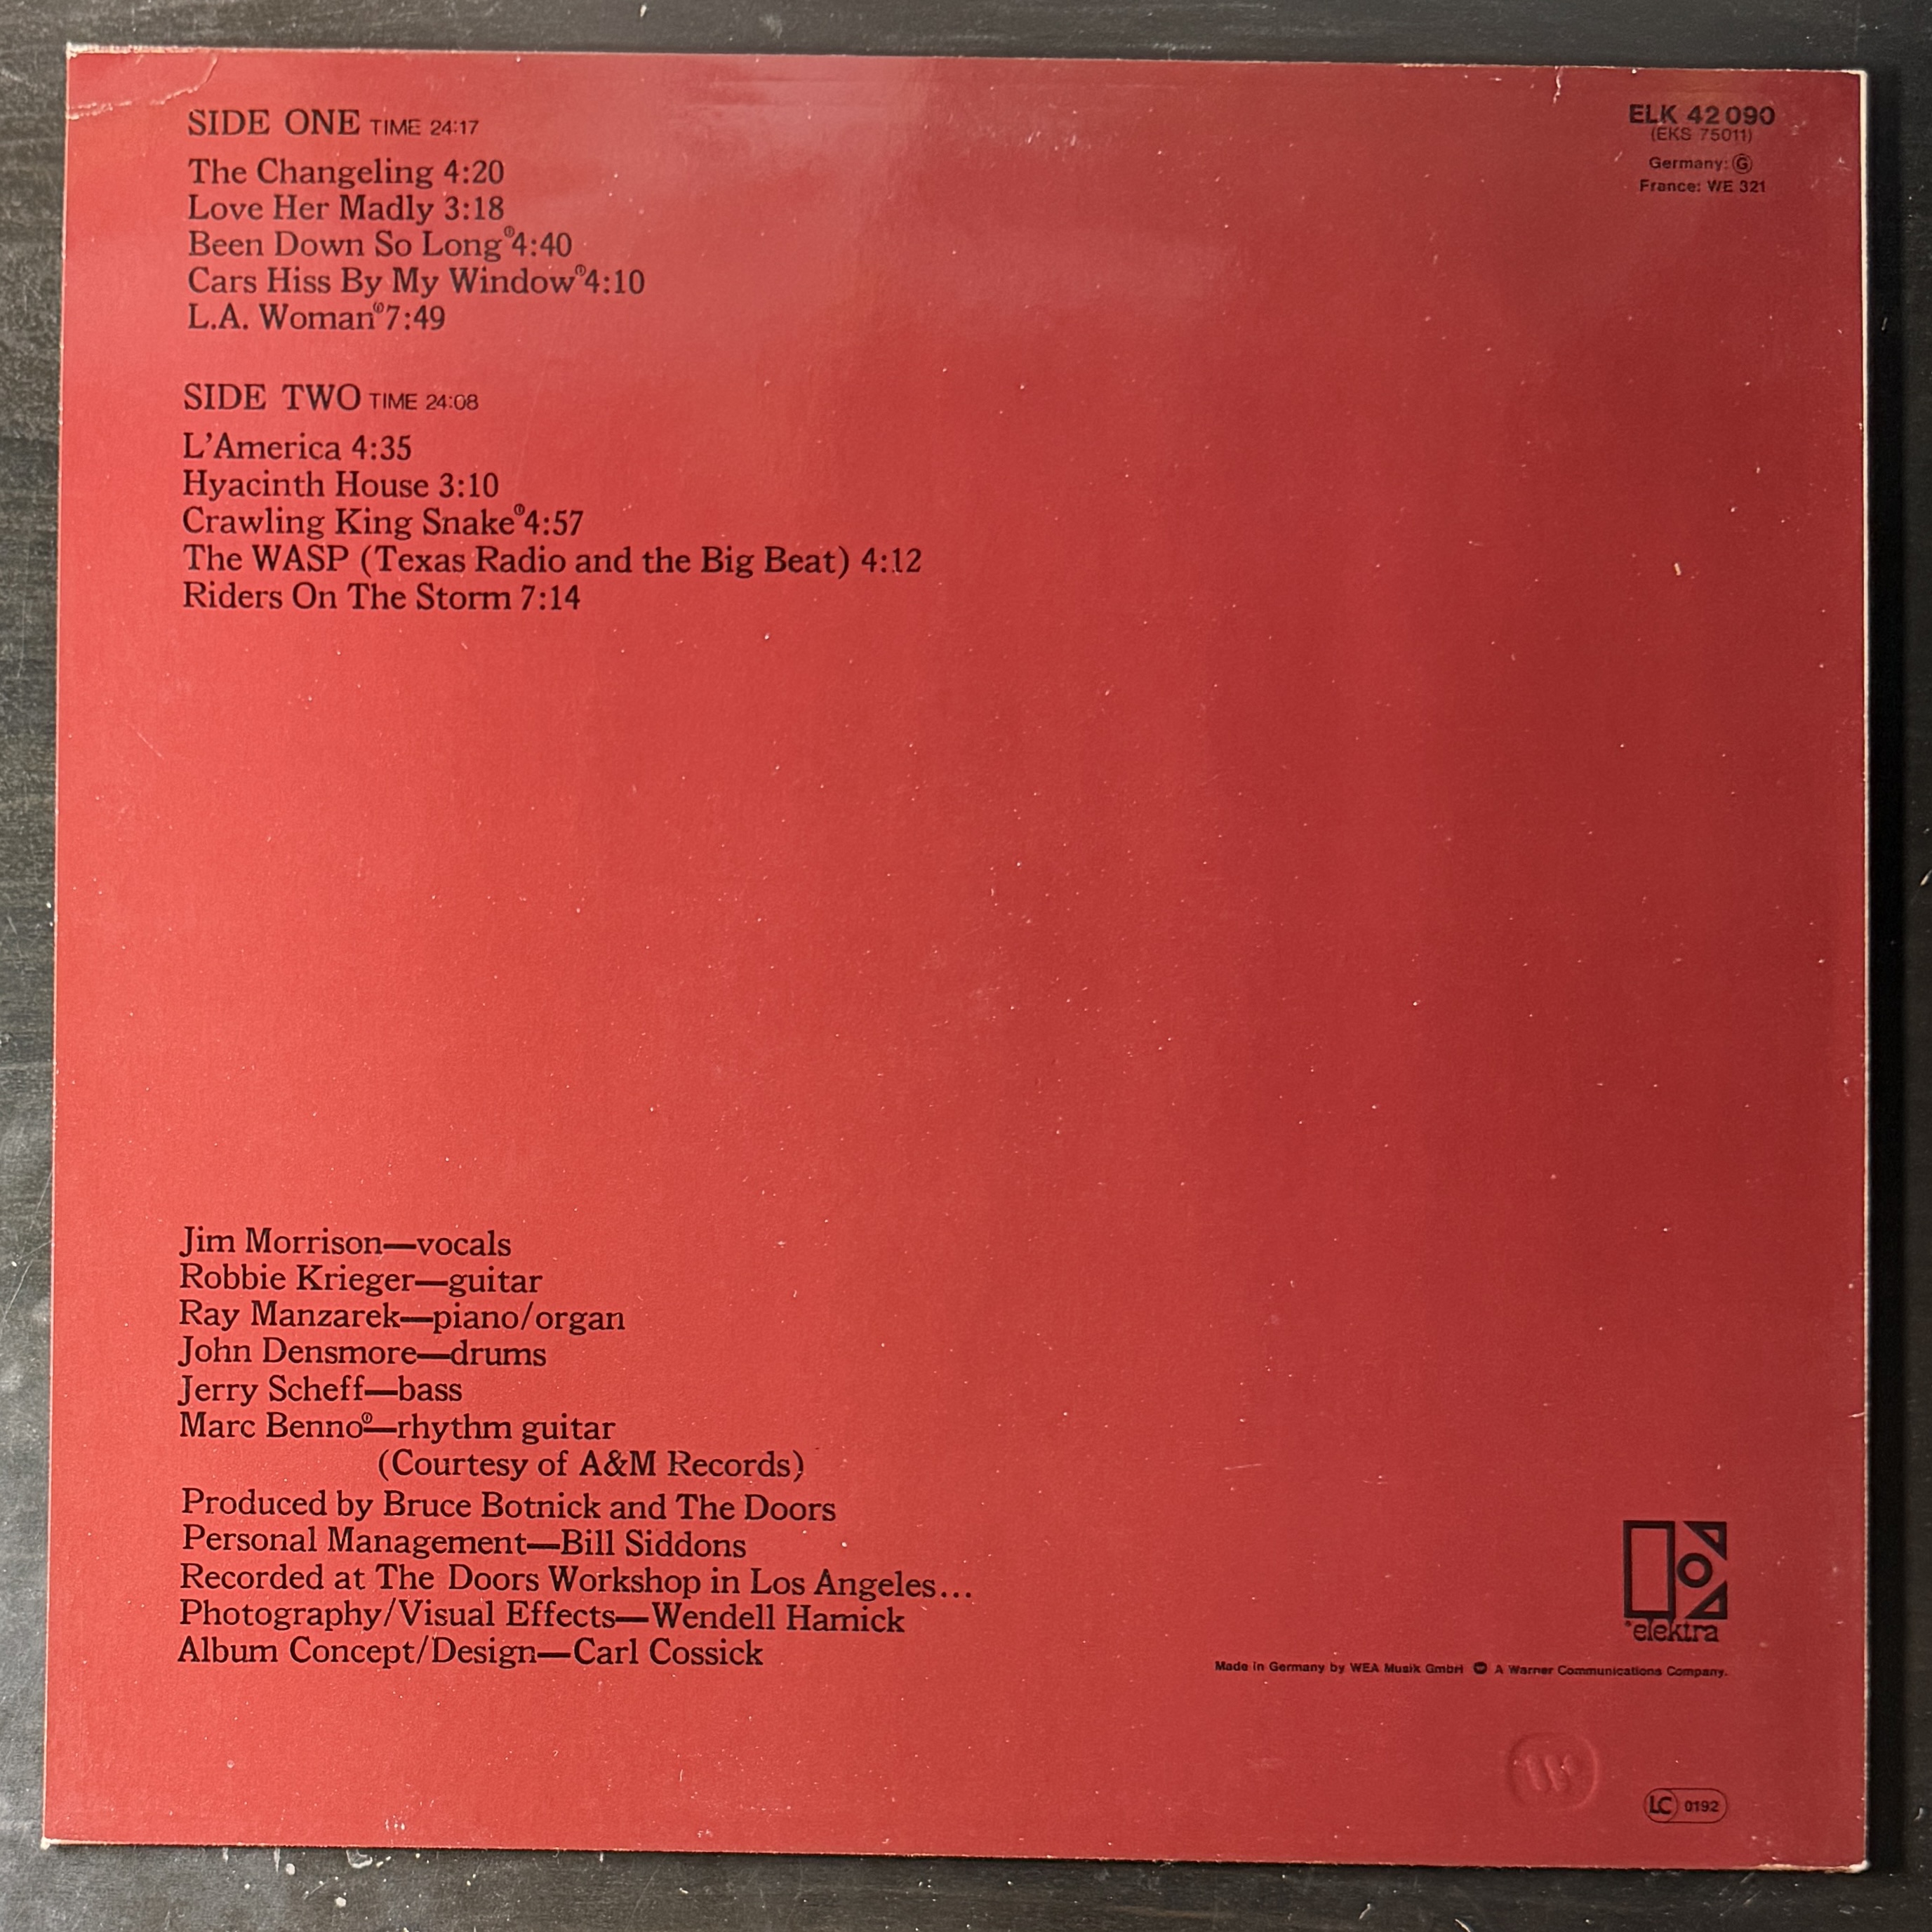 SIDE ONE TIME 24:17
The Changeling 4:20
Love Her Madly 3:18
Been Down So Long℗4:40
Cars Hiss By My Window℗4:10
L.A. Woman℗7:49
SIDE TWO TIME 24:08
L'America 4:35
Hyacinth House 3:10
Crawling King Snake℗4:57
The WASP (Texas Radio and the Big Beat) 4:12
Riders On The Storm 7:14
ELK 42 090
(EKS 75011)
Germany: Ⓖ
France: WE 321
Jim Morrison—vocals
Robbie Krieger—guitar
Ray Manzarek—piano/organ
John Densmore—drums
Jerry Scheff—bass
Marc Benno℗—rhythm guitar
(Courtesy of A&M Records)
Produced by Bruce Botnick and The Doors
Personal Management—Bill Siddons
Recorded at The Doors Workshop in Los Angeles...
Photography/Visual Effects—Wendell Hamick
Album Concept/Design—Carl Cossick
elektra
Made in Germany by WEA Musik GmbH A Warner Communications Company.
W
LC 0192